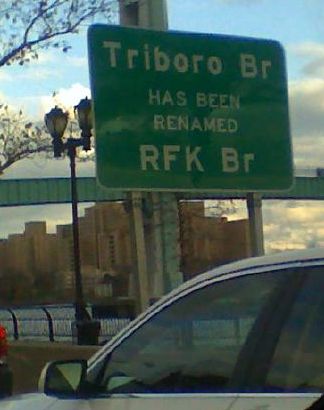 Triboro Br
HAS BEEN
RENAMED
RFK Br